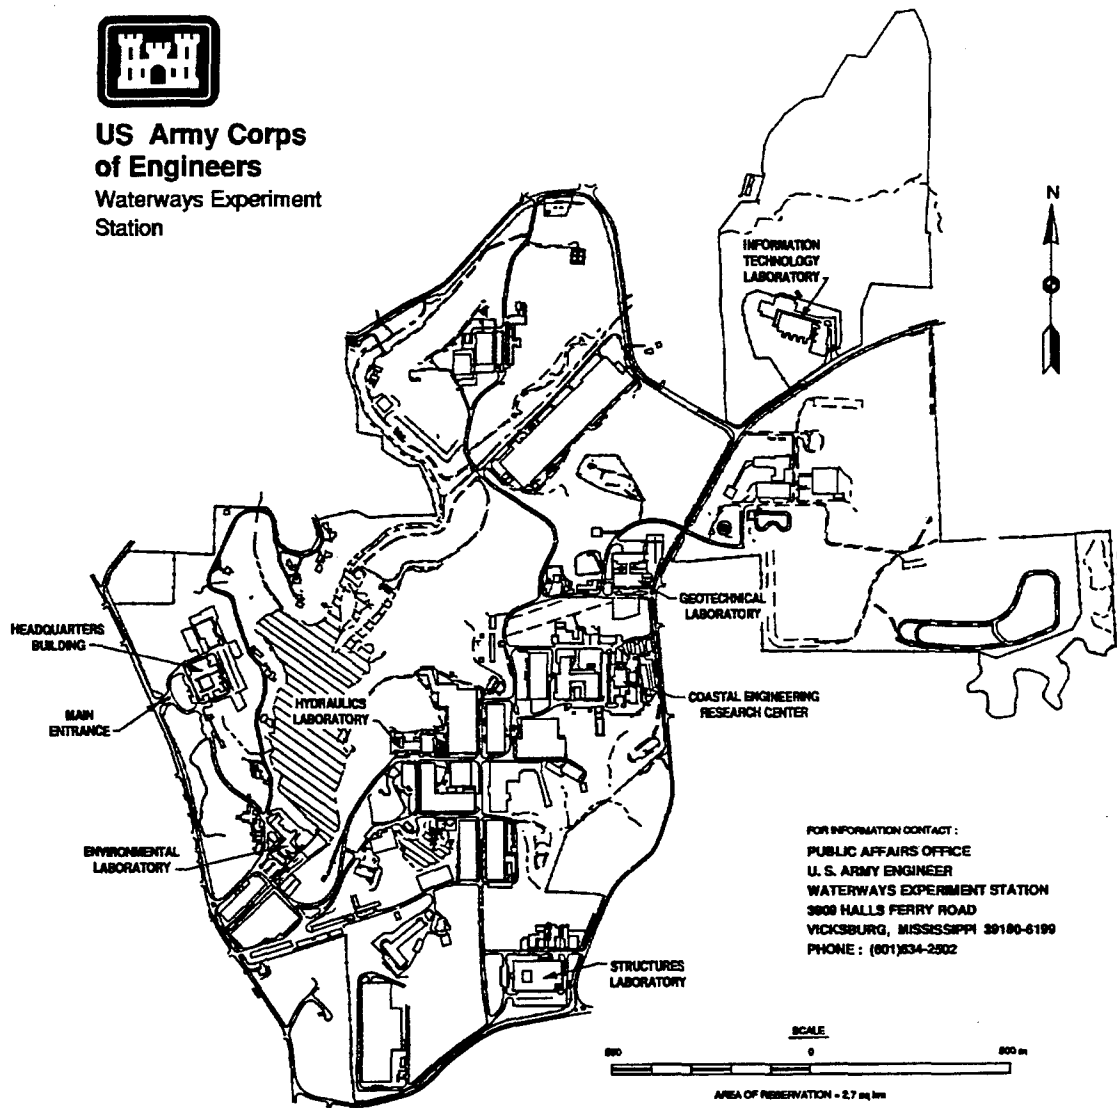 US Army Corps
of Engineers
Waterways Experiment
Station
N
INFORMATION
TECHNOLOGY
LABORATORY
GEOTECHNICAL
LABORATORY
HEADQUARTERS
BUILDING
MAIN
ENTRANCE
HYDRAULICS
LABORATORY
COASTAL ENGINEERING
RESEARCH CENTER
ENVIRONMENTAL
LABORATORY
STRUCTURES
LABORATORY
FOR INFORMATION CONTACT :
PUBLIC AFFAIRS OFFICE
U. S. ARMY ENGINEER
WATERWAYS EXPERIMENT STATION
3909 HALLS FERRY ROAD
VICKSBURG, MISSISSIPPI 39180-6199
PHONE : (601)634-2502
SCALE
500 0 500 m
AREA OF RESERVATION = 2.7 sq km